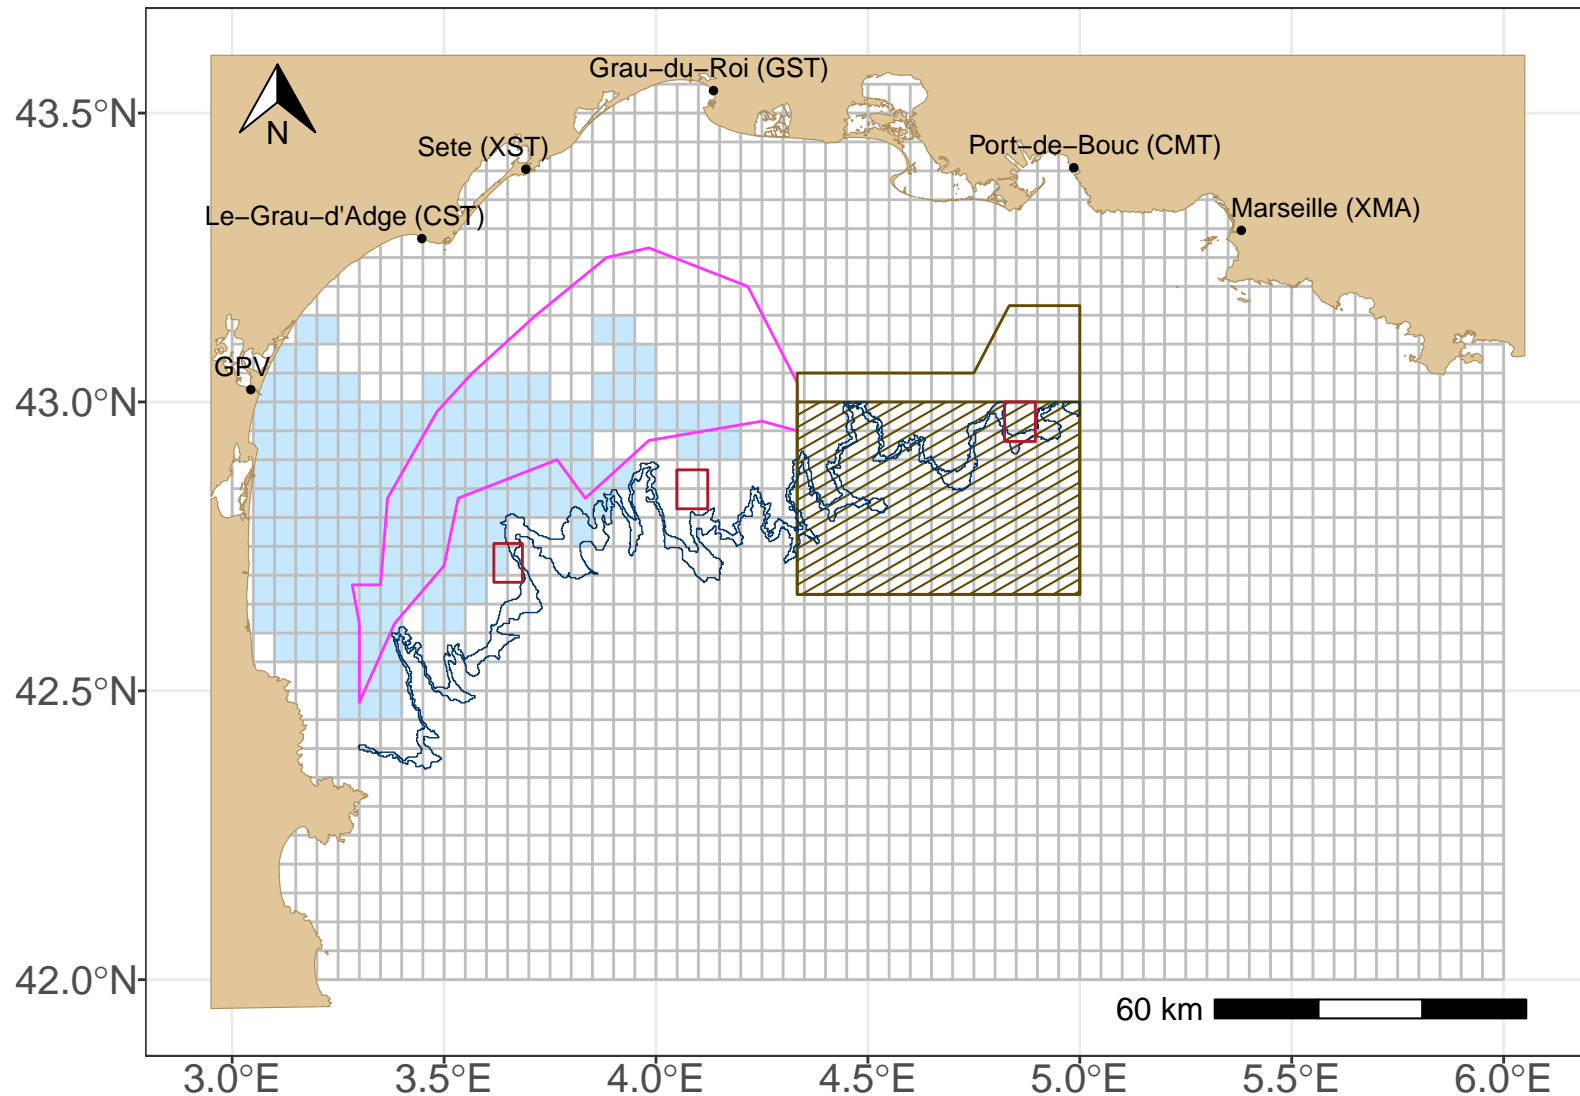 Grau−du−Roi (GST)
43.5°N
N
Sete (XST)
Port−de−Bouc (CMT)
Le−Grau−d'Adge (CST)
Marseille (XMA)
GPV
43.0°N
42.5°N
42.0°N
60 km
3.0°E 3.5°E 4.0°E 4.5°E 5.0°E 5.5°E 6.0°E